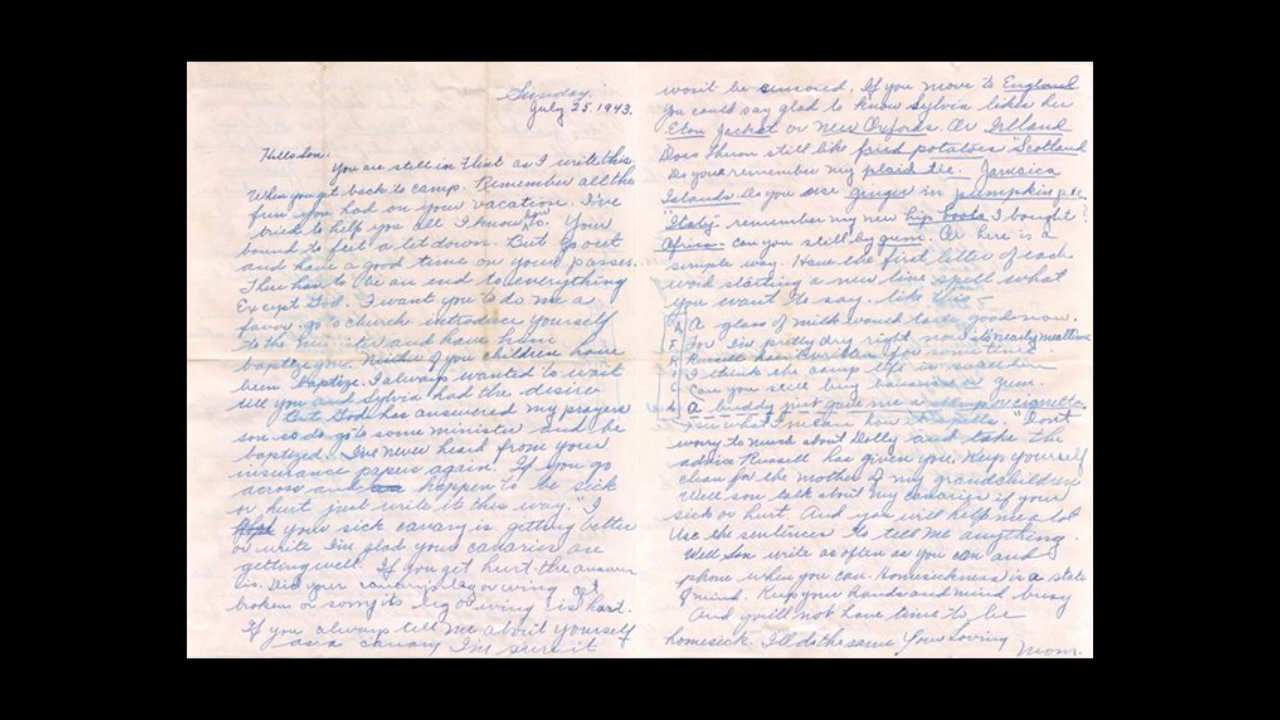 Sunday.
July 25. 1943.
Hello Son:
You are still in Flint as I write this.
When you get back to camp. Remember all the
fun you had on your vacation. I've
tried to help you all I know how to. Your
bound to feel a let down. But go out
and have a good time on your passes.
Ther has to be an end to everything
Except God. I want you to do me a
favor. go to church introduce yourself
to the minister and have him
baptize you. Neither of you children have
been baptize. I always wanted to wait
till you and Sylvia had the desire
But God has answered my prayers
son so do go to some minister and be
baptized. I've never heard from your
insurance papers again. If you go
across and happen to be sick
or hurt just write it this way. "I
your sick canary is getting better
or write I'm glad your canaries are
getting well. If you get hurt the answer
is. Did your canary's leg or wing get
broken or sorry its leg or wing is hurt.
If you always tell me about yourself
as a canary I'm sure it
won't be censored. If you move to England
you could say glad to know Sylvia likes her
Eton Jacket or New Oxfords. Or Irlland
Does Theron still like fried potatoes "Scotland
Do you remember my plaid tie. Jamaica
Islands. Do you use ginger in pumpkin pie.
"Italy" remember my new hip boots I bought?
Africa - can you still by gum. Or here is a
simple way. Have the first letter of each
word starting a new line spell what
you want to say. like this -
A A glass of milk would taste good now.
F For I'm pretty dry right now its nearly mealtime
R Russell hasn't written for some time.
I I think the camp life is
C Can you still buy bananas or gum.
A A buddy just gave me a stamp or cigarette.
See what I mean how it spells." Don't
worry to much about Dolly and take the
advice Russell has given you. Keep yourself
clean for the mother of my grandchildren
Well son talk about my canaries if your
sick or hurt. And you will help me a lot
Use the sentences to tell me anything.
Well Son write as often as you can and
phone when you can. Homesickness is a state
of mind. Keep your hands and mind busy
And you'll not have time to be
homesick. I'll do the same Your loving
Mom.